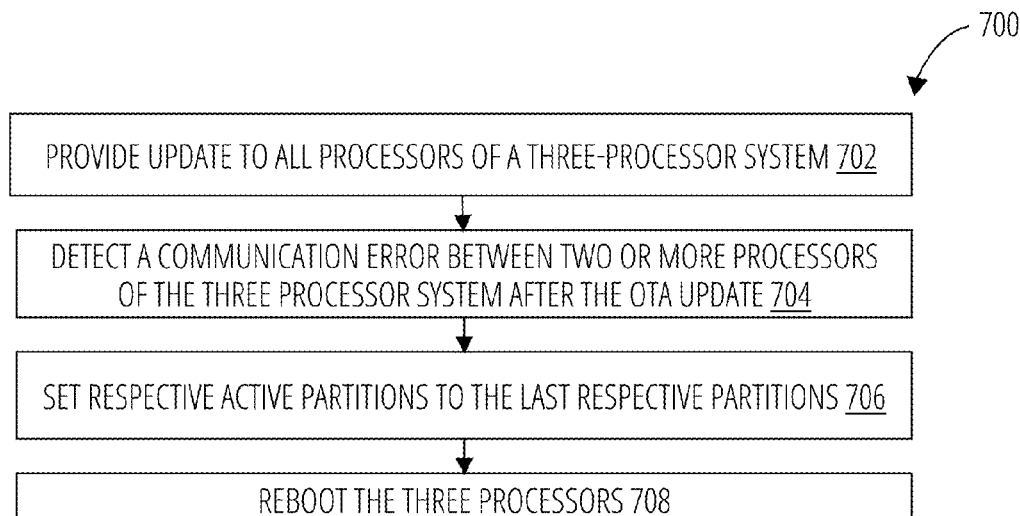 700
PROVIDE UPDATE TO ALL PROCESSORS OF A THREE-PROCESSOR SYSTEM 702
DETECT A COMMUNICATION ERROR BETWEEN TWO OR MORE PROCESSORS
OF THE THREE PROCESSOR SYSTEM AFTER THE OTA UPDATE 704
SET RESPECTIVE ACTIVE PARTITIONS TO THE LAST RESPECTIVE PARTITIONS 706
REBOOT THE THREE PROCESSORS 708